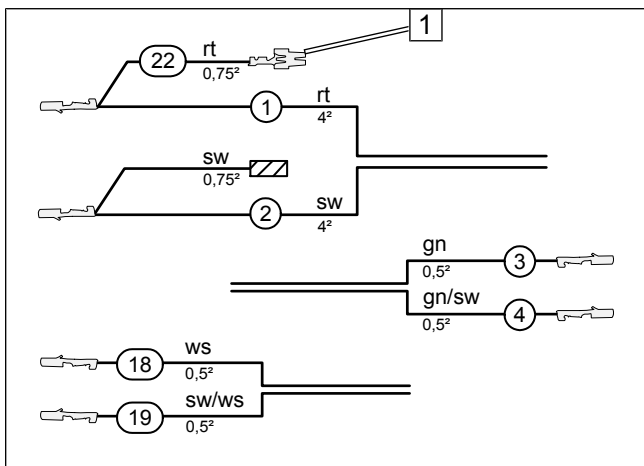 1
22
rt
0,75²
1
rt
4²
sw
0,75²
2
sw
4²
gn
0,5²
3
gn/sw
0,5²
4
18
ws
0,5²
19
sw/ws
0,5²